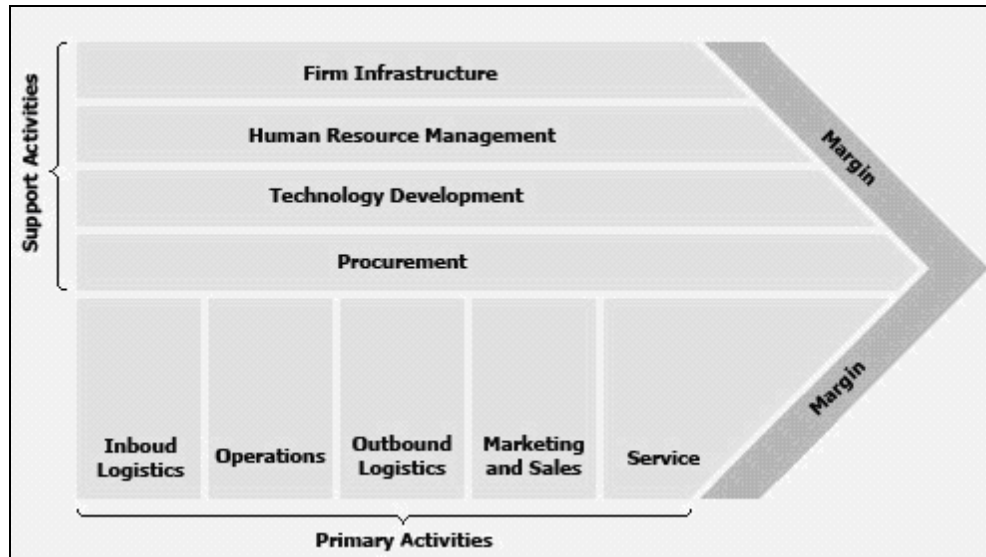 Support Activities
Firm Infrastructure
Human Resource Management
Technology Development
Procurement
Margin
Margin
Inboud
Logistics
Operations
Outbound
Logistics
Marketing
and Sales
Service
Primary Activities